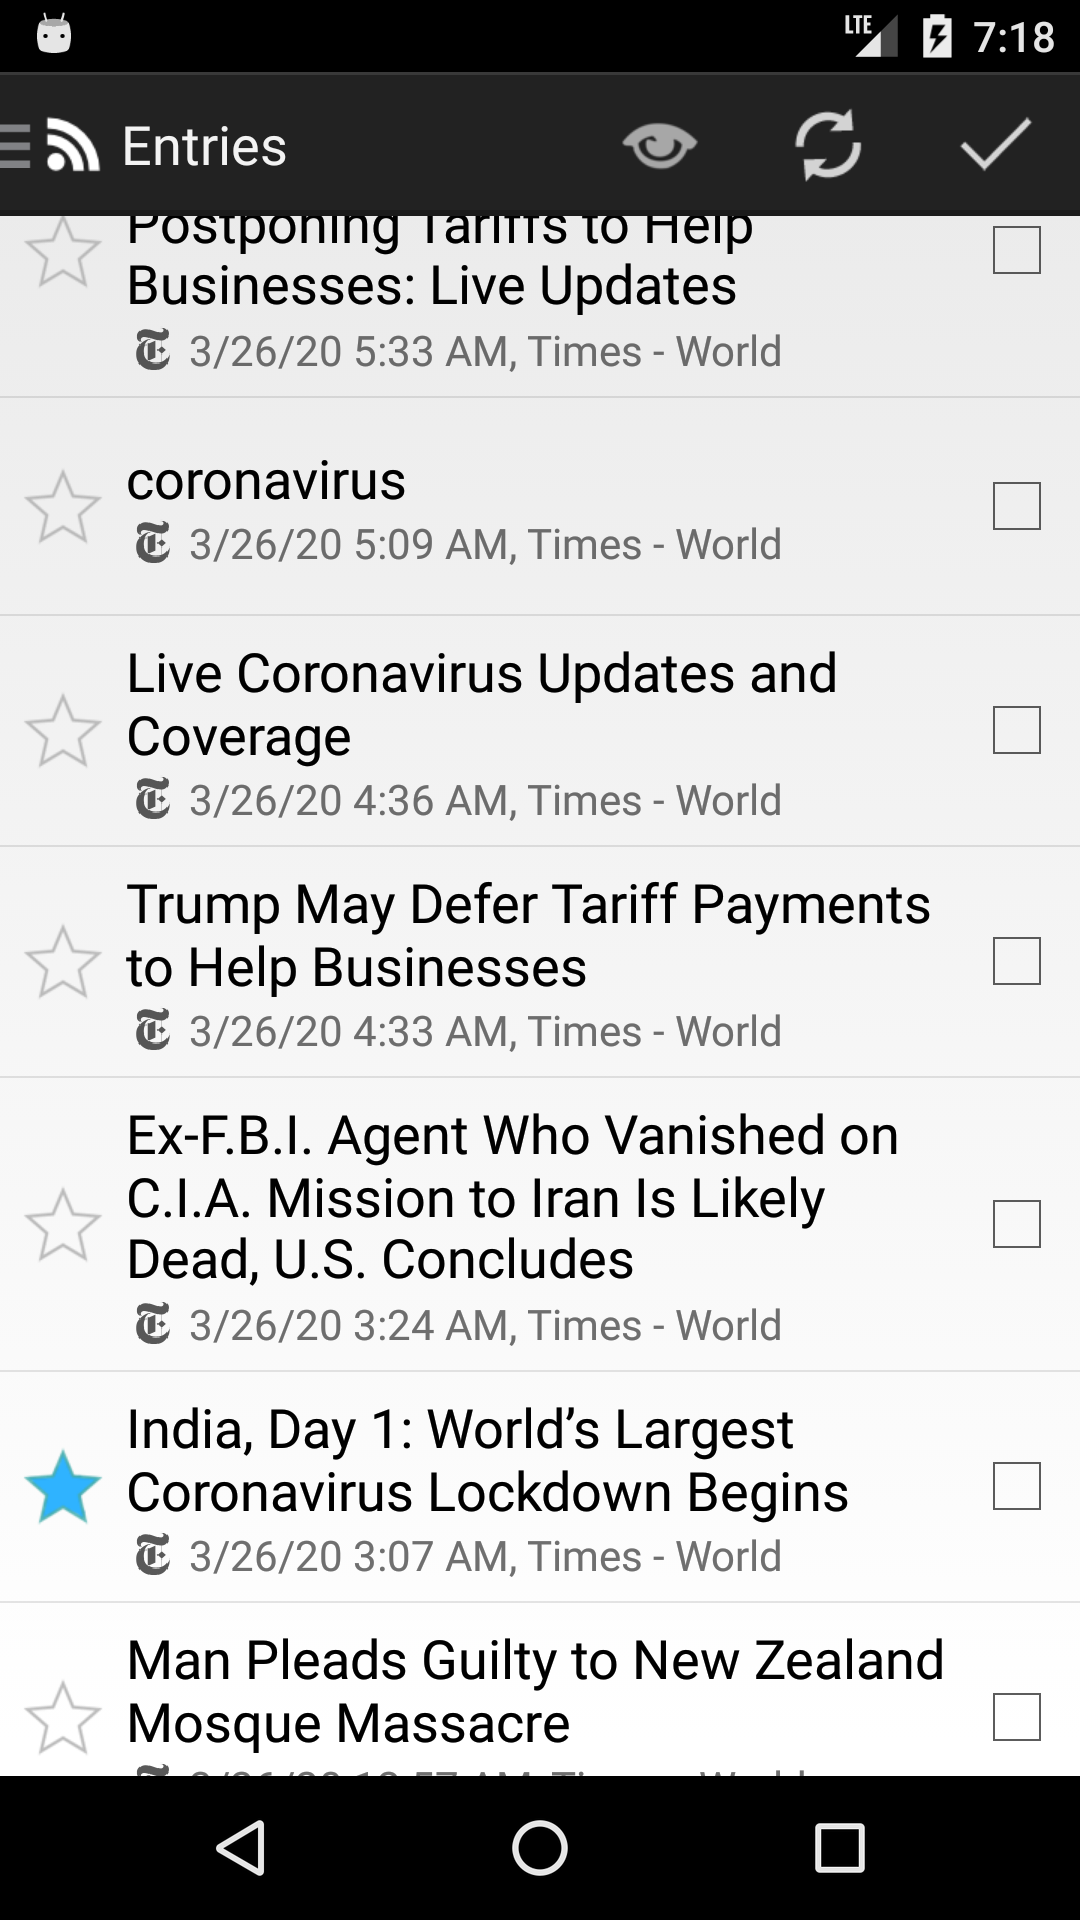 LTE 7:18
Entries
Postponing Tariffs to Help
Businesses: Live Updates
3/26/20 5:33 AM, Times - World
coronavirus
3/26/20 5:09 AM, Times - World
Live Coronavirus Updates and
Coverage
3/26/20 4:36 AM, Times - World
Trump May Defer Tariff Payments
to Help Businesses
3/26/20 4:33 AM, Times - World
Ex-F.B.I. Agent Who Vanished on
C.I.A. Mission to Iran Is Likely
Dead, U.S. Concludes
3/26/20 3:24 AM, Times - World
India, Day 1: World’s Largest
Coronavirus Lockdown Begins
3/26/20 3:07 AM, Times - World
Man Pleads Guilty to New Zealand
Mosque Massacre